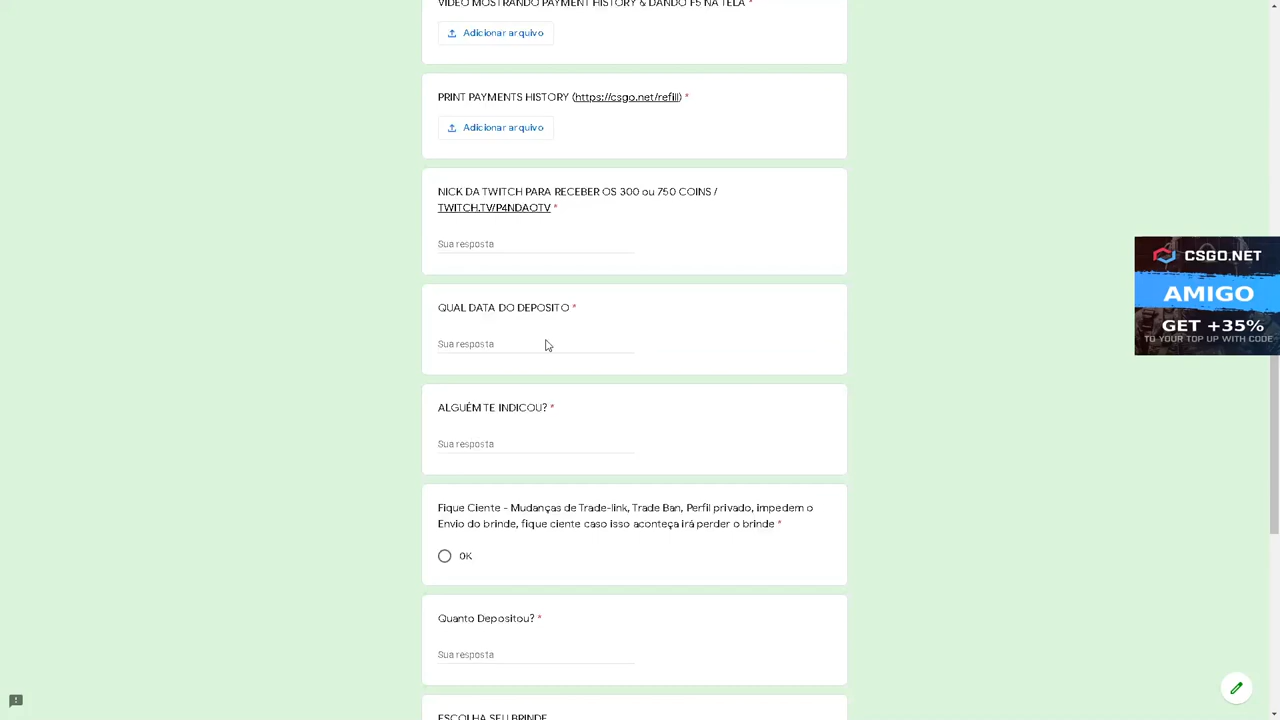 VIDEO MOSTRANDO PAYMENT HISTORY & DANDO F5 NA TELA *
Adicionar arquivo
PRINT PAYMENTS HISTORY (https://csgo.net/refill) *
Adicionar arquivo
NICK DA TWITCH PARA RECEBER OS 300 ou 750 COINS /
TWITCH.TV/P4NDAOTV *
Sua resposta
QUAL DATA DO DEPOSITO *
Sua resposta
ALGUÉM TE INDICOU? *
Sua resposta
Fique Ciente - Mudanças de Trade-link, Trade Ban, Perfil privado, impedem o
Envio do brinde, fique ciente caso isso aconteça irá perder o brinde *
OK
Quanto Depositou? *
Sua resposta
ESCOLHA SEU BRINDE
CSGO.NET
AMIGO
GET +35%
TO YOUR TOP UP WITH CODE